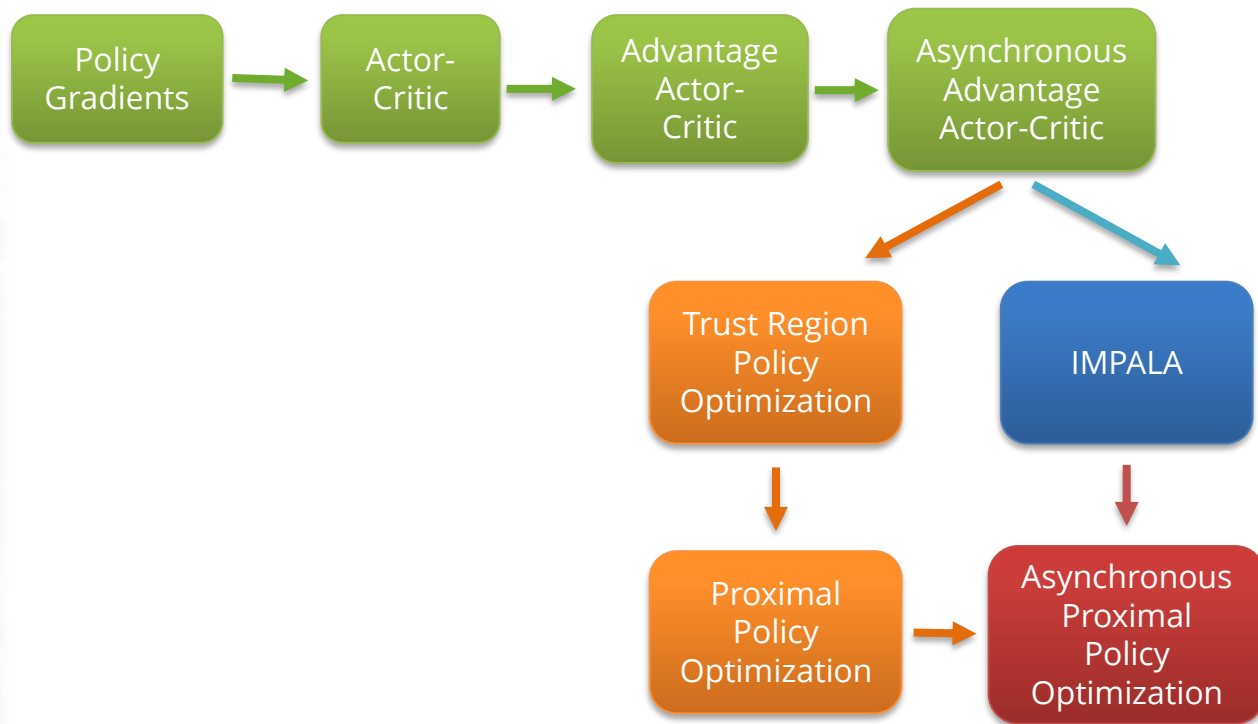 Policy
Gradients
Actor-
Critic
Advantage
Actor-
Critic
Asynchronous
Advantage
Actor-Critic
Trust Region
Policy
Optimization
IMPALA
Proximal
Policy
Optimization
Asynchronous
Proximal
Policy
Optimization